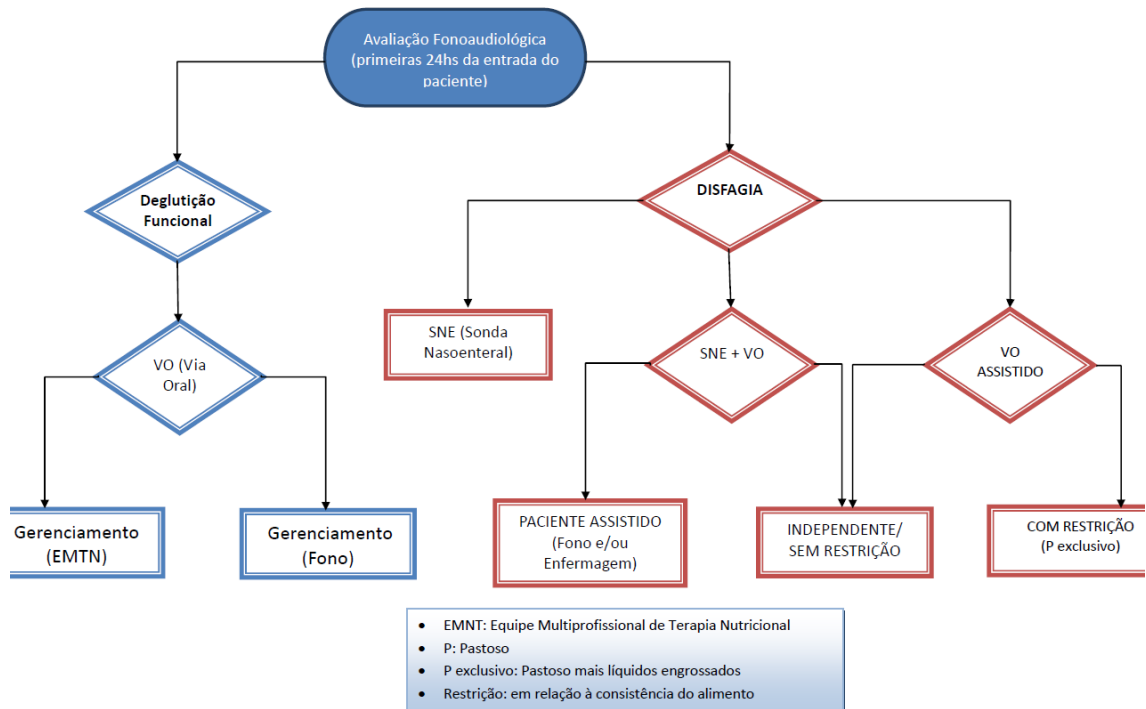 Avaliação Fonoaudiológica
(primeiras 24hs da entrada do
paciente)
Deglutição
Funcional
DISFAGIA
SNE (Sonda
Nasoenteral)
SNE + VO
VO
ASSISTIDO
VO (Via
Oral)
Gerenciamento
(EMTN)
Gerenciamento
(Fono)
PACIENTE ASSISTIDO
(Fono e/ou
Enfermagem)
INDEPENDENTE/
SEM RESTRIÇÃO
COM RESTRIÇÃO
(P exclusivo)
• EMNT: Equipe Multiprofissional de Terapia Nutricional
• P: Pastoso
• P exclusivo: Pastoso mais líquidos engrossados
• Restrição: em relação à consistência do alimento